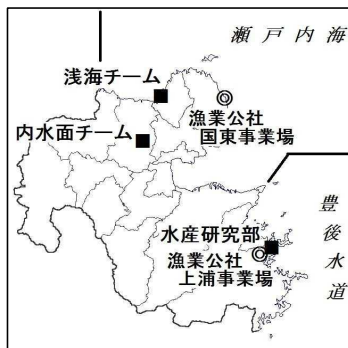 瀬戸内海
浅海チーム
漁業公社
国東事業場
内水面チーム
豊後水道
水産研究部
漁業公社
上浦事業場